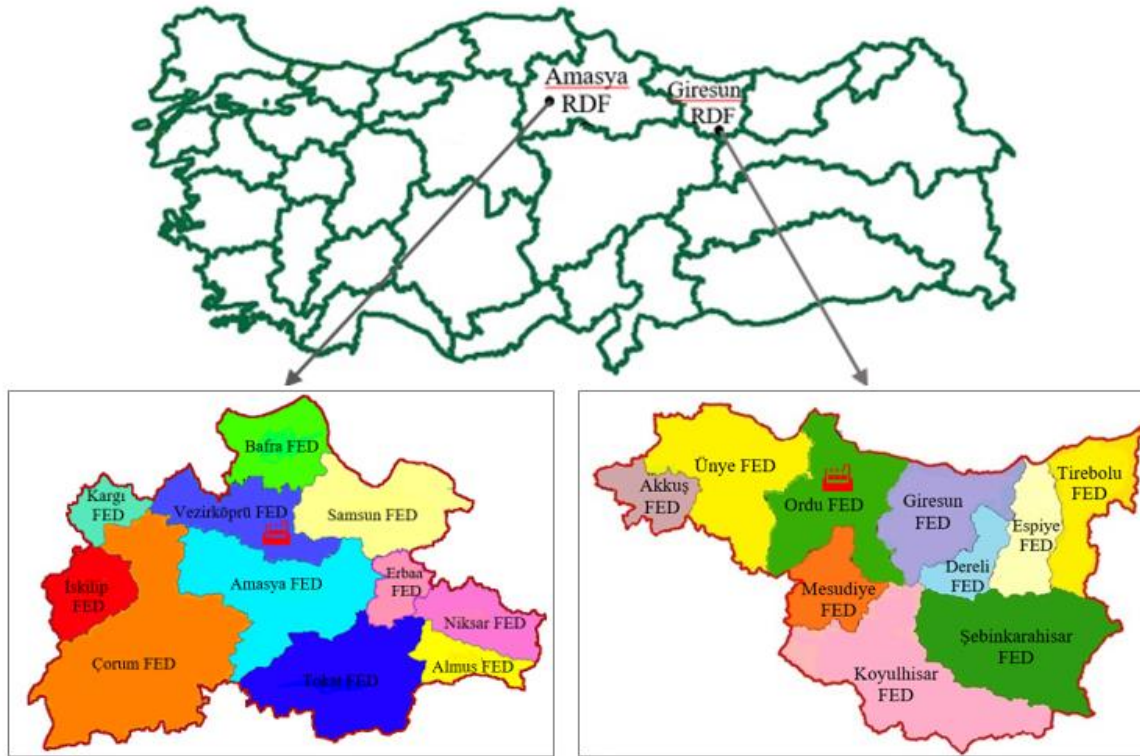 Amasya
RDF
Giresun
RDF
Bafra FED
Kargı
FED
Vezirköprü FED
Samsun FED
İskilip
FED
Amasya FED
Erbaa
FED
Niksar FED
Çorum FED
Tokat FED
Almuş FED
Ünye FED
Akkuş
FED
Ordu FED
Giresun
FED
Tirebolu
FED
Espiye
FED
Dereli
FED
Mesudiye
FED
Şebinkarahisar
FED
Koyulhisar
FED